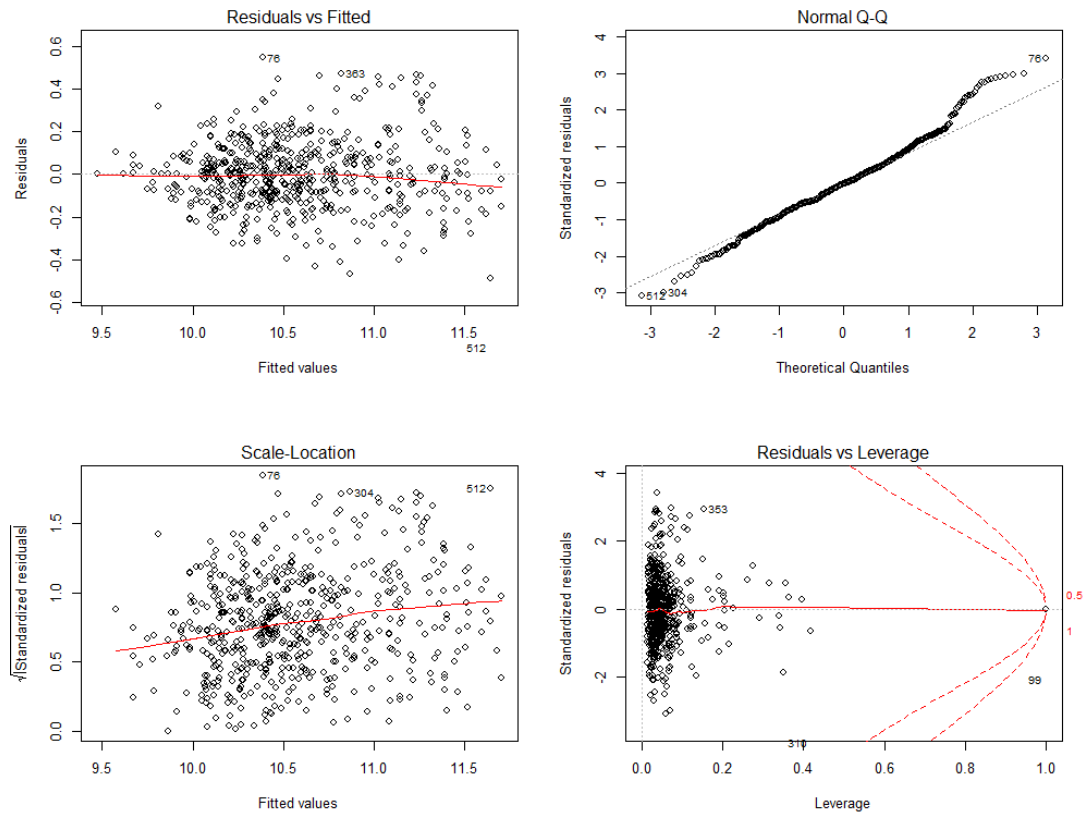 Residuals vs Fitted
Residuals
0.6
0.4
0.2
0.0
-0.2
-0.4
-0.6
76
363
9.5 10.0 10.5 11.0 11.5
512
Fitted values
Normal Q-Q
Standardized residuals
4
3
2
1
0
-1
-2
-3
76
512
304
-3 -2 -1 0 1 2 3
Theoretical Quantiles
Scale-Location
√|Standardized residuals|
1.5
1.0
0.5
0.0
76
304
512
9.5 10.0 10.5 11.0 11.5
Fitted values
Residuals vs Leverage
Standardized residuals
4
2
0
-2
353
0.5
1
99
310
0.0 0.2 0.4 0.6 0.8 1.0
Leverage